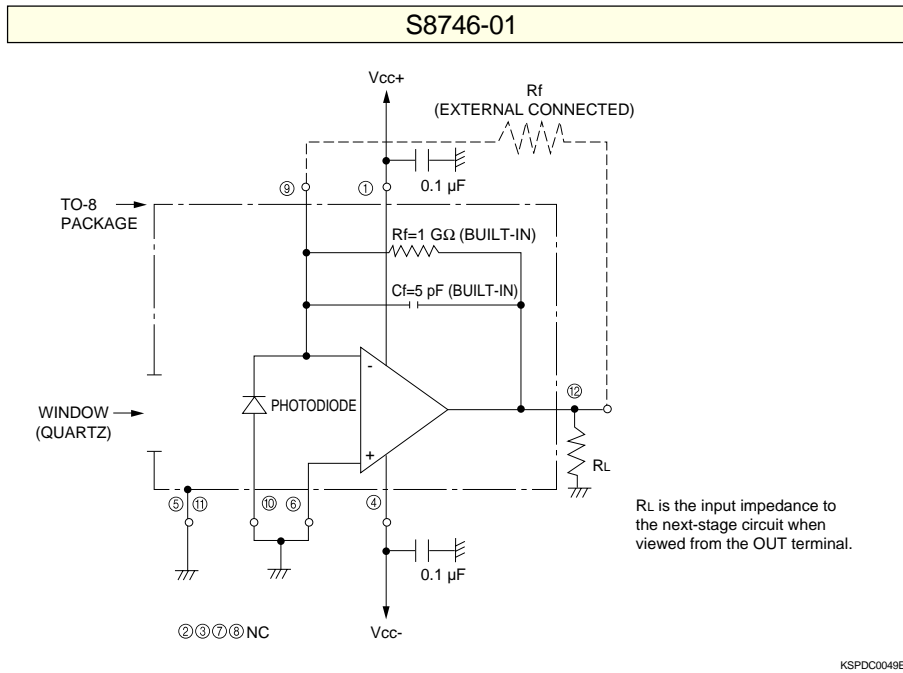 S8746-01
Vcc+
Rf
(EXTERNAL CONNECTED)
0.1 µF
⑨
①
TO-8
PACKAGE
Rf=1 GΩ (BUILT-IN)
Cf=5 pF (BUILT-IN)
-
PHOTODIODE
⑫
WINDOW
(QUARTZ)
+
RL
⑤ ⑪
⑩
⑥
④
RL is the input impedance to
the next-stage circuit when
viewed from the OUT terminal.
0.1 µF
②③⑦⑧NC
Vcc-
KSPDC0049E